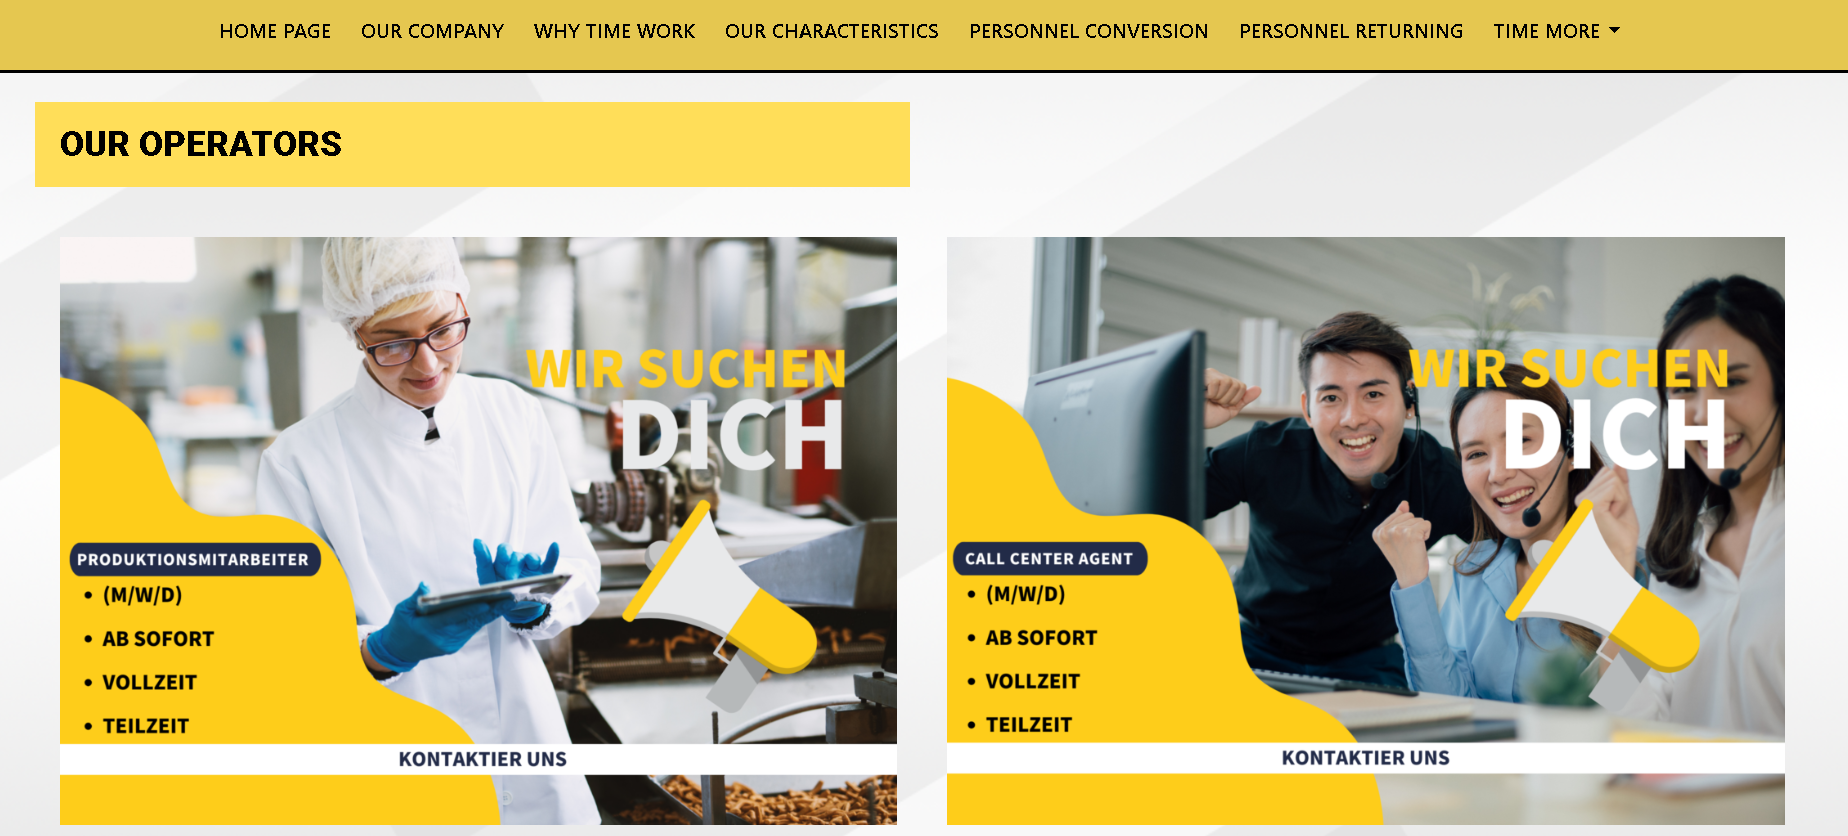 HOME PAGE OUR COMPANY WHY TIME WORK OUR CHARACTERISTICS PERSONNEL CONVERSION PERSONNEL RETURNING TIME MORE
OUR OPERATORS
WIR SUCHEN
DICH
PRODUKTIONSMITARBEITER
• (M/W/D)
• AB SOFORT
• VOLLZEIT
• TEILZEIT
KONTAKTIER UNS
WIR SUCHEN
DICH
CALL CENTER AGENT
• (M/W/D)
• AB SOFORT
• VOLLZEIT
• TEILZEIT
KONTAKTIER UNS